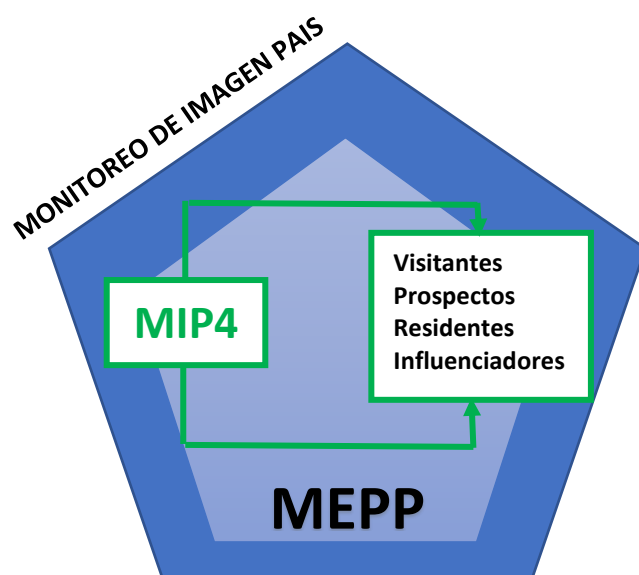 MONITOREO DE IMAGEN PAIS
MIP4
Visitantes
Prospectos
Residentes
Influenciadores
MEPP